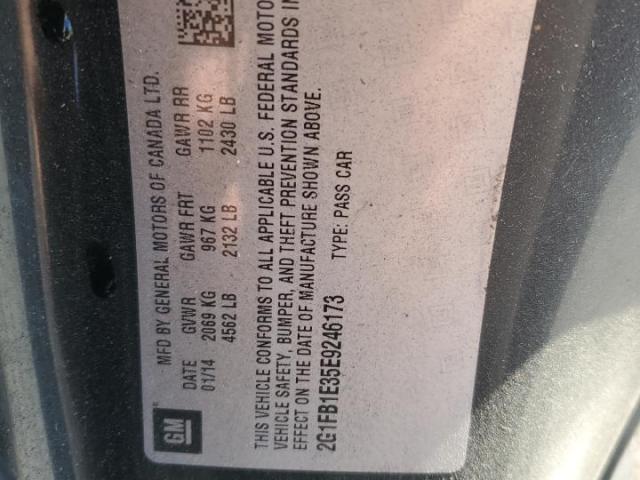 GM
MFD BY GENERAL MOTORS OF CANADA LTD.
DATE GVWR GAWR FRT GAWR RR
01/14 2069 KG 967 KG 1102 KG
4562 LB 2132 LB 2430 LB
THIS VEHICLE CONFORMS TO ALL APPLICABLE U.S. FEDERAL MOTO
VEHICLE SAFETY, BUMPER, AND THEFT PREVENTION STANDARDS IN
EFFECT ON THE DATE OF MANUFACTURE SHOWN ABOVE.
2G1FB1E35E9246173 TYPE: PASS CAR